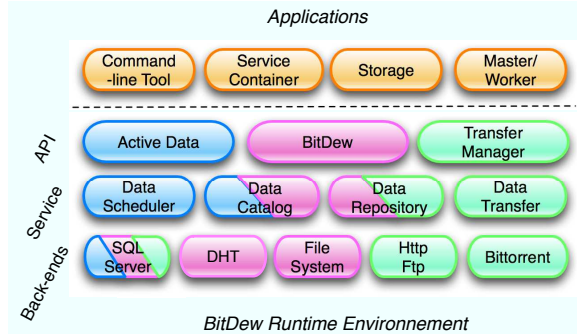 Applications
Command
-line Tool
Service
Container
Storage
Master/
Worker
API
Active Data
BitDew
Transfer
Manager
Service
Data
Scheduler
Data
Catalog
Data
Repository
Data
Transfer
Back-ends
SQL
Server
DHT
File
System
Http
Ftp
Bittorrent
BitDew Runtime Environnement